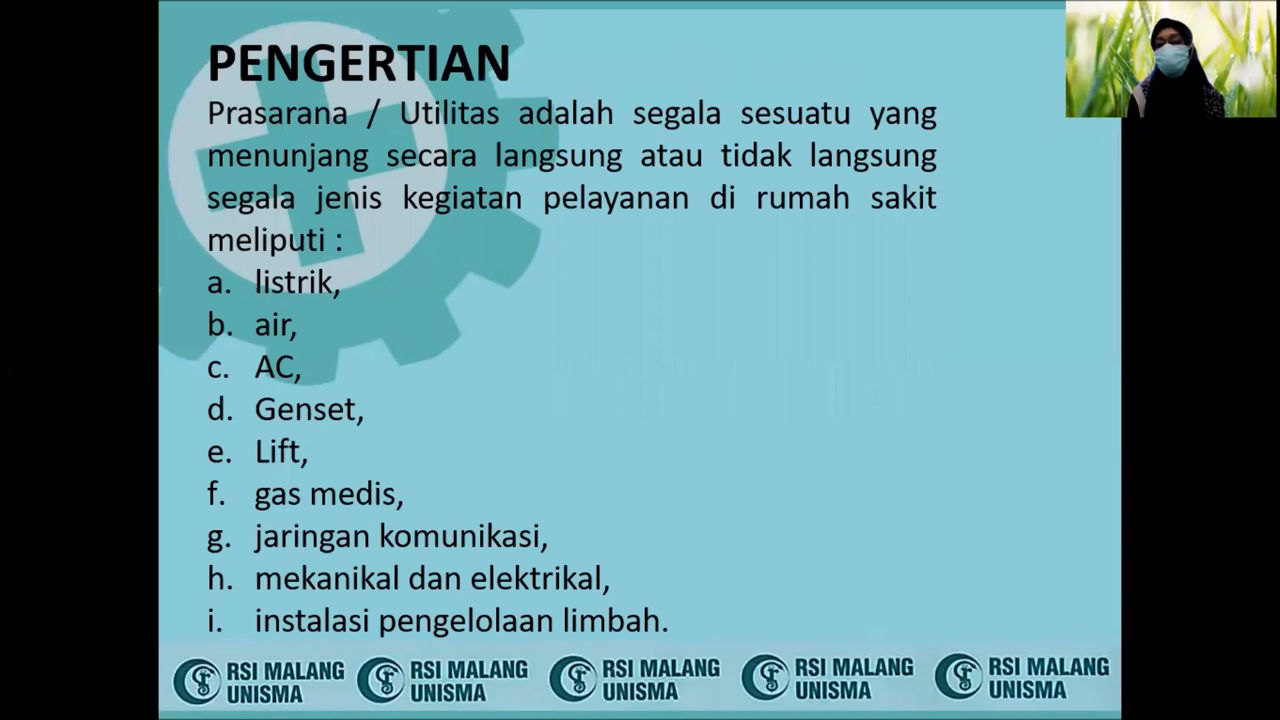 PENGERTIAN
Prasarana / Utilitas adalah segala sesuatu yang
menunjang secara langsung atau tidak langsung
segala jenis kegiatan pelayanan di rumah sakit
meliputi :
a. listrik,
b. air,
c. AC,
d. Genset,
e. Lift,
f. gas medis,
g. jaringan komunikasi,
h. mekanikal dan elektrikal,
i. instalasi pengelolaan limbah.
RSI MALANG UNISMA
RSI MALANG UNISMA
RSI MALANG UNISMA
RSI MALANG UNISMA
RSI MALANG UNISMA